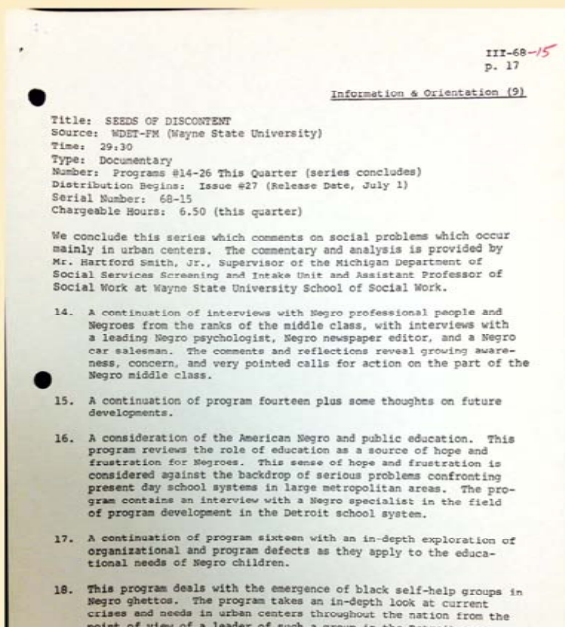 III-68-15
p. 17
Information & Orientation (9)
Title: SEEDS OF DISCONTENT
Source: WDET-FM (Wayne State University)
Time: 29:30
Type: Documentary
Number: Programs #14-26 This Quarter (series concludes)
Distribution Begins: Issue #27 (Release Date, July 1)
Serial Number: 68-15
Chargeable Hours: 6.50 (this quarter)
We conclude this series which comments on social problems which occur
mainly in urban centers. The commentary and analysis is provided by
Mr. Hartford Smith, Jr., Supervisor of the Michigan Department of
Social Services Screening and Intake Unit and Assistant Professor of
Social Work at Wayne State University School of Social Work.
14. A continuation of interviews with Negro professional people and
Negroes from the ranks of the middle class, with interviews with
a leading Negro psychologist, Negro newspaper editor, and a Negro
car salesman. The comments and reflections reveal growing aware-
ness, concern, and very pointed calls for action on the part of the
Negro middle class.
15. A continuation of program fourteen plus some thoughts on future
developments.
16. A consideration of the American Negro and public education. This
program reviews the role of education as a source of hope and
frustration for Negroes. This sense of hope and frustration is
considered against the backdrop of serious problems confronting
present day school systems in large metropolitan areas. The pro-
gram contains an interview with a Negro specialist in the field
of program development in the Detroit school system.
17. A continuation of program sixteen with an in-depth exploration of
organizational and program defects as they apply to the educa-
tional needs of Negro children.
18. This program deals with the emergence of black self-help groups in
Negro ghettos. The program takes an in-depth look at current
crises and needs in urban centers throughout the nation from the
point of view of a leader of such a group in the Detroit